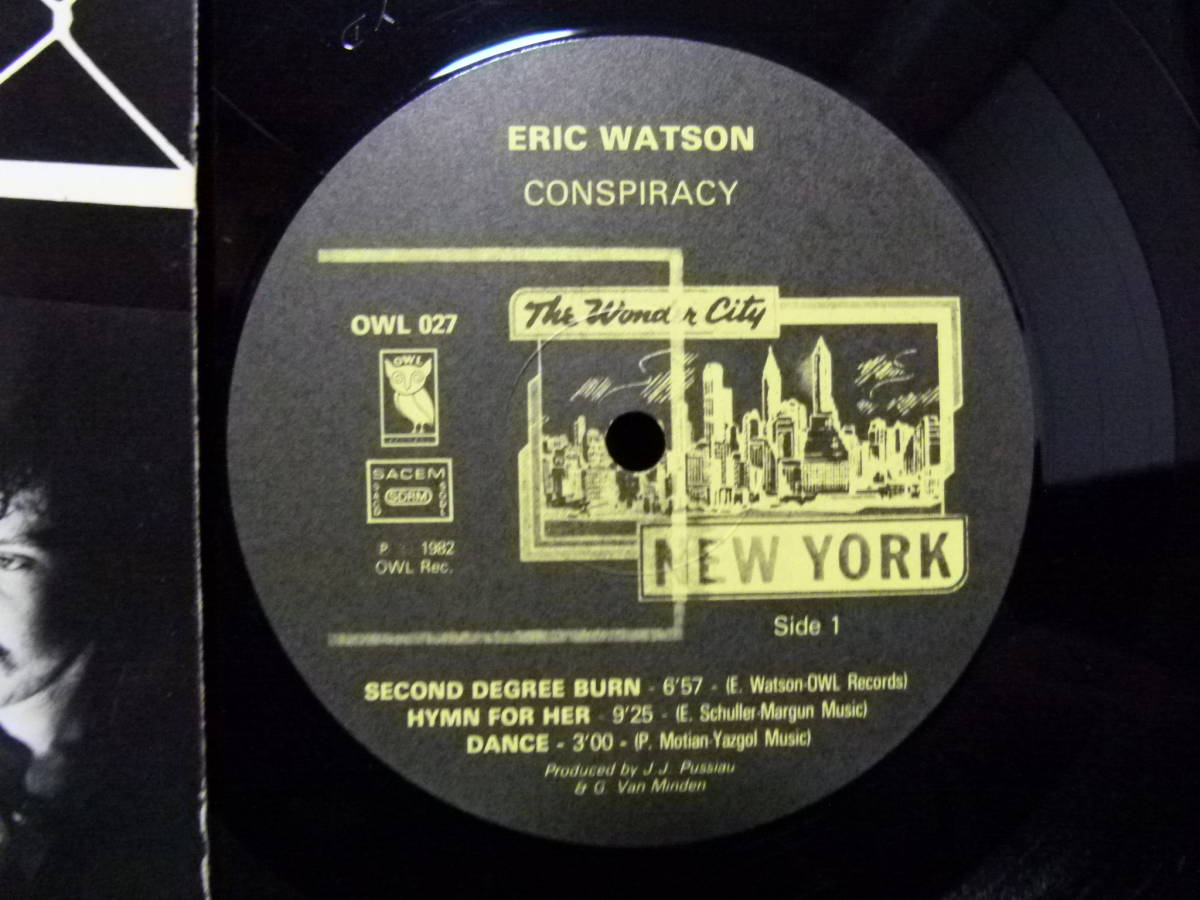 ERIC WATSON
CONSPIRACY
The Wonder City
OWL 027
OWL
SACEM
SACD SDRM SGDL
P 1982
OWL Rec.
NEW YORK
Side 1
SECOND DEGREE BURN - 6'57 - (E. Watson-OWL Records)
HYMN FOR HER - 9'25 - (E. Schuller-Margun Music)
DANCE - 3'00 - (P. Motian-Yazgol Music)
Produced by J.J. Pussiau
& G. Van Minden